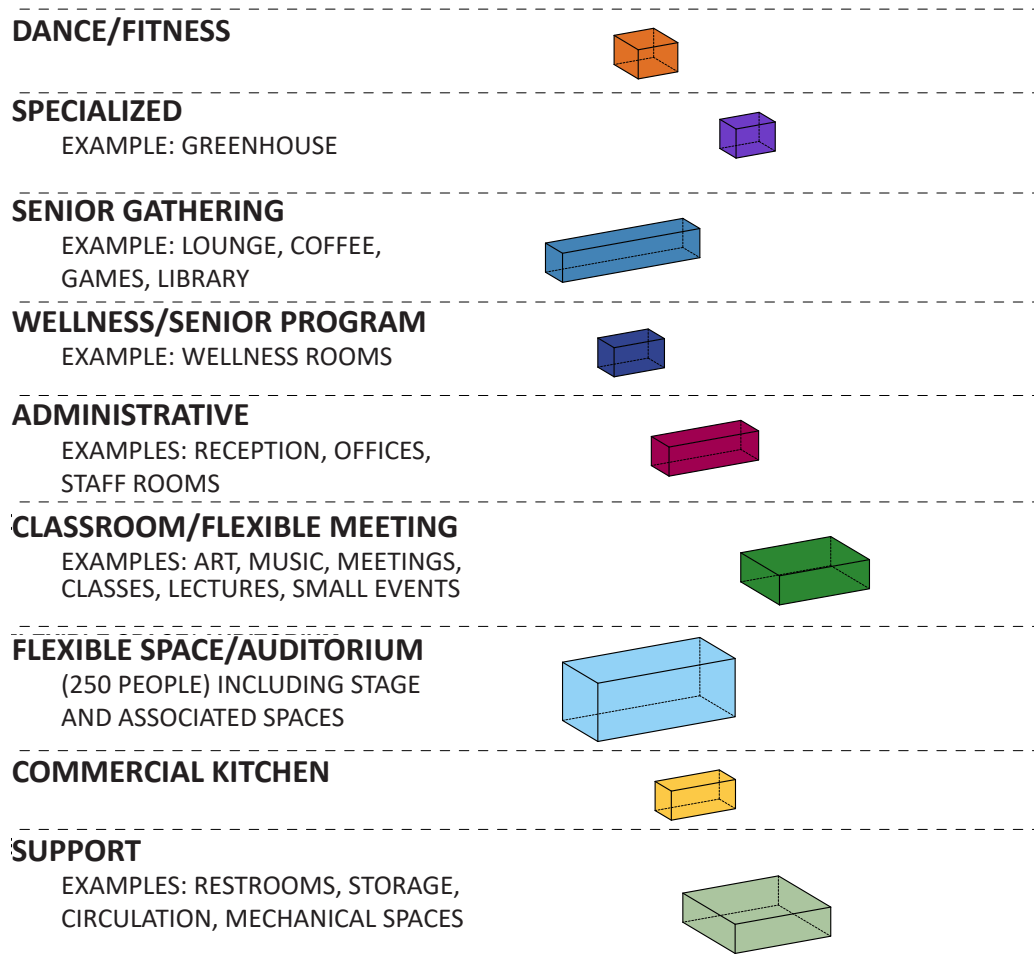 DANCE/FITNESS
SPECIALIZED
EXAMPLE: GREENHOUSE
SENIOR GATHERING
EXAMPLE: LOUNGE, COFFEE,
GAMES, LIBRARY
WELLNESS/SENIOR PROGRAM
EXAMPLE: WELLNESS ROOMS
ADMINISTRATIVE
EXAMPLES: RECEPTION, OFFICES,
STAFF ROOMS
CLASSROOM/FLEXIBLE MEETING
EXAMPLES: ART, MUSIC, MEETINGS,
CLASSES, LECTURES, SMALL EVENTS
FLEXIBLE SPACE/AUDITORIUM
(250 PEOPLE) INCLUDING STAGE
AND ASSOCIATED SPACES
COMMERCIAL KITCHEN
SUPPORT
EXAMPLES: RESTROOMS, STORAGE,
CIRCULATION, MECHANICAL SPACES